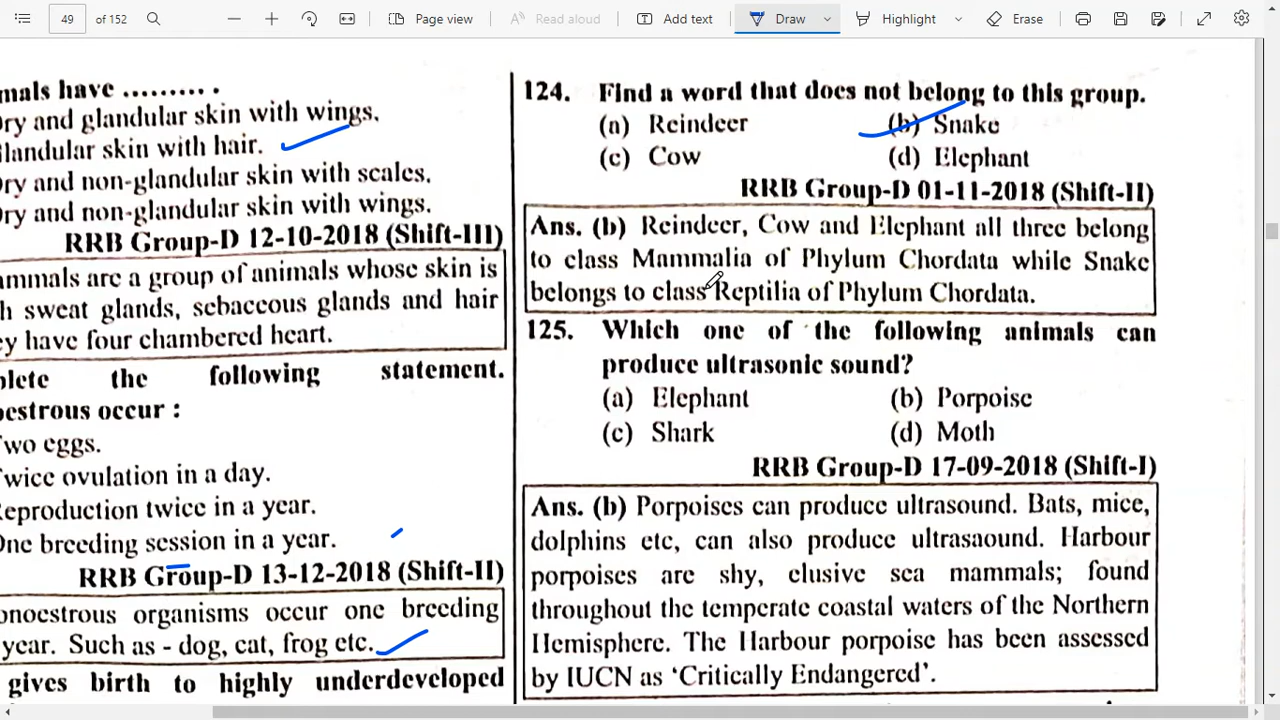 49 of 152 Page view Read aloud Add text Draw Highlight Erase
mals have ......... .
ry and glandular skin with wings.
landular skin with hair.
ry and non-glandular skin with scales.
ry and non-glandular skin with wings.
RRB Group-D 12-10-2018 (Shift-III)
ammals are a group of animals whose skin is
h sweat glands, sebaceous glands and hair
ey have four chambered heart.
plete the following statement.
oestrous occur :
wo eggs.
wice ovulation in a day.
eproduction twice in a year.
ne breeding session in a year.
RRB Group-D 13-12-2018 (Shift-II)
onoestrous organisms occur one breeding
year. Such as - dog, cat, frog etc.
gives birth to highly underdeveloped
124. Find a word that does not belong to this group.
(a) Reindeer (b) Snake
(c) Cow (d) Elephant
RRB Group-D 01-11-2018 (Shift-II)
Ans. (b) Reindeer, Cow and Elephant all three belong
to class Mammalia of Phylum Chordata while Snake
belongs to class Reptilia of Phylum Chordata.
125. Which one of the following animals can
produce ultrasonic sound?
(a) Elephant (b) Porpoise
(c) Shark (d) Moth
RRB Group-D 17-09-2018 (Shift-I)
Ans. (b) Porpoises can produce ultrasound. Bats, mice,
dolphins etc, can also produce ultrasaound. Harbour
porpoises are shy, elusive sea mammals; found
throughout the temperate coastal waters of the Northern
Hemisphere. The Harbour porpoise has been assessed
by IUCN as 'Critically Endangered'.